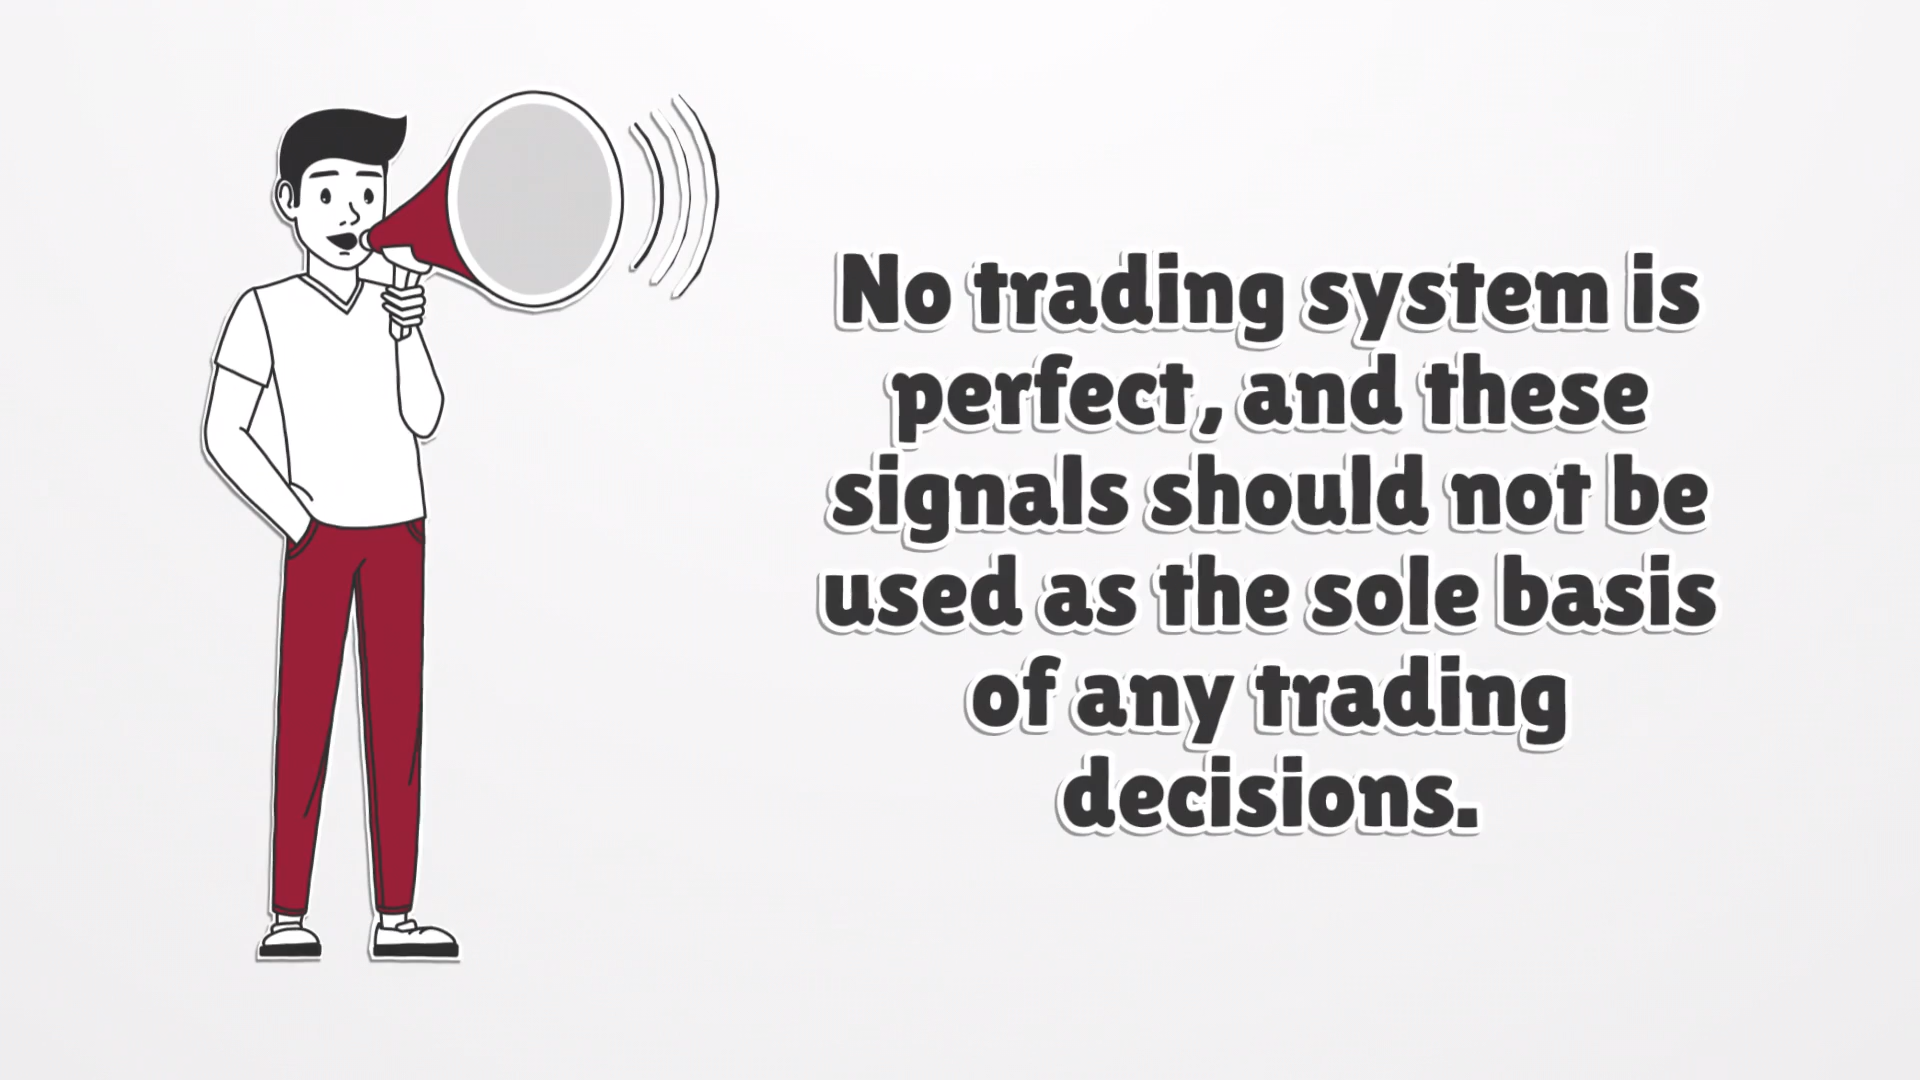 No trading system is
perfect, and these
signals should not be
used as the sole basis
of any trading
decisions.